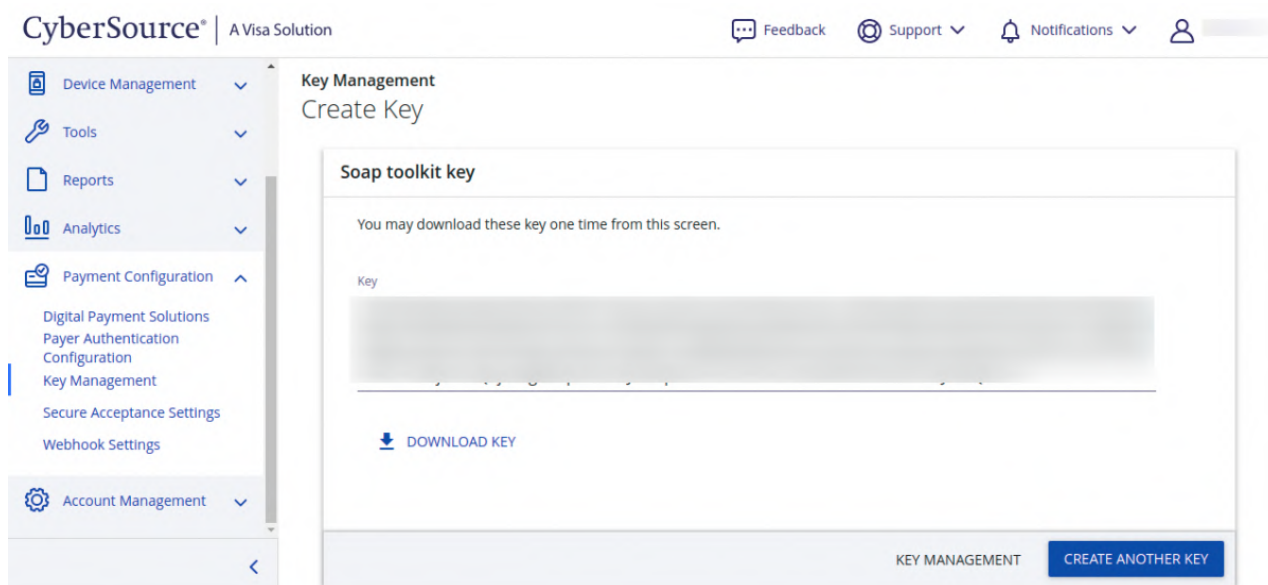 CyberSource® | A Visa Solution
Feedback
Support
Notifications
Device Management
Tools
Reports
Analytics
Payment Configuration
Digital Payment Solutions
Payer Authentication
Configuration
Key Management
Secure Acceptance Settings
Webhook Settings
Account Management
Key Management
Create Key
Soap toolkit key
You may download these key one time from this screen.
Key
DOWNLOAD KEY
KEY MANAGEMENT
CREATE ANOTHER KEY